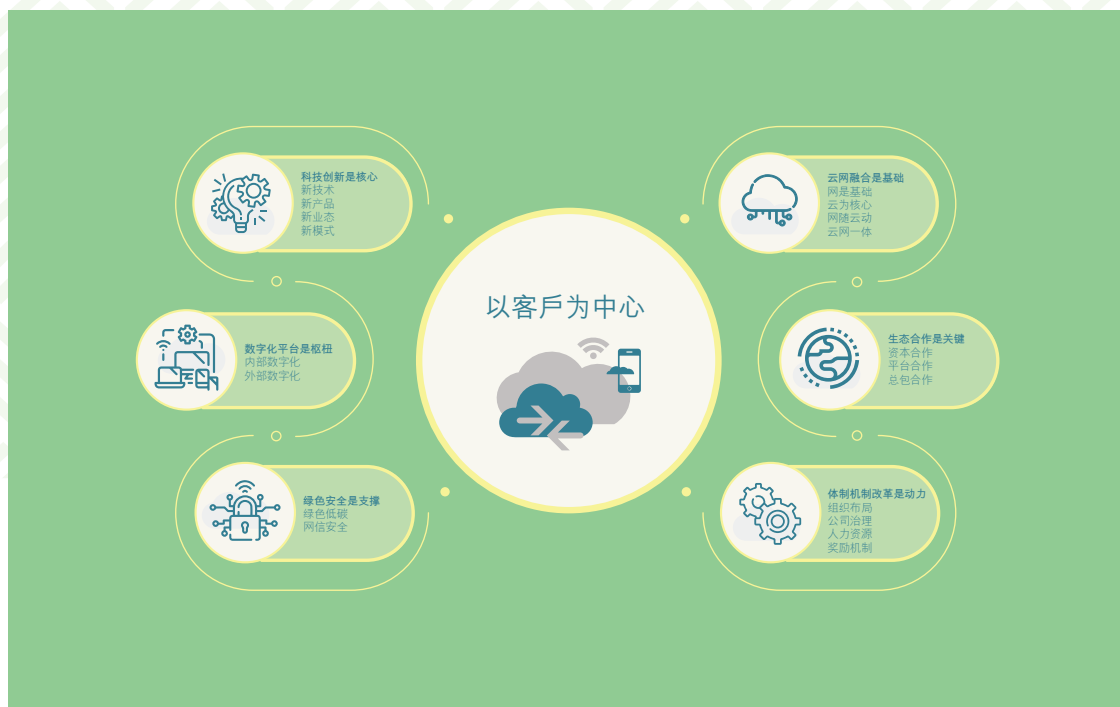 科技创新是核心
新技术
新产品
新业态
新模式
云网融合是基础
网是基础
云为核心
网随云动
云网一体
以客戶为中心
数字化平台是枢纽
内部数字化
外部数字化
生态合作是关键
资本合作
平台合作
总包合作
绿色安全是支撑
绿色低碳
网信安全
体制机制改革是动力
组织布局
公司治理
人力资源
奖励机制